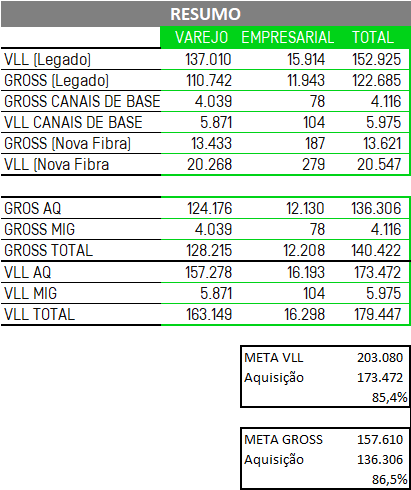 RESUMO
VAREJO EMPRESARIAL TOTAL
VLL (Legado) 137.010 15.914 152.925
GROSS (Legado) 110.742 11.943 122.685
GROSS CANAIS DE BASE 4.039 78 4.116
VLL CANAIS DE BASE 5.871 104 5.975
GROSS (Nova Fibra) 13.433 187 13.621
VLL (Nova Fibra 20.268 279 20.547
GROS AQ 124.176 12.130 136.306
GROSS MIG 4.039 78 4.116
GROSS TOTAL 128.215 12.208 140.422
VLL AQ 157.278 16.193 173.472
VLL MIG 5.871 104 5.975
VLL TOTAL 163.149 16.298 179.447
META VLL 203.080
Aquisição 173.472
85,4%
META GROSS 157.610
Aquisição 136.306
86,5%